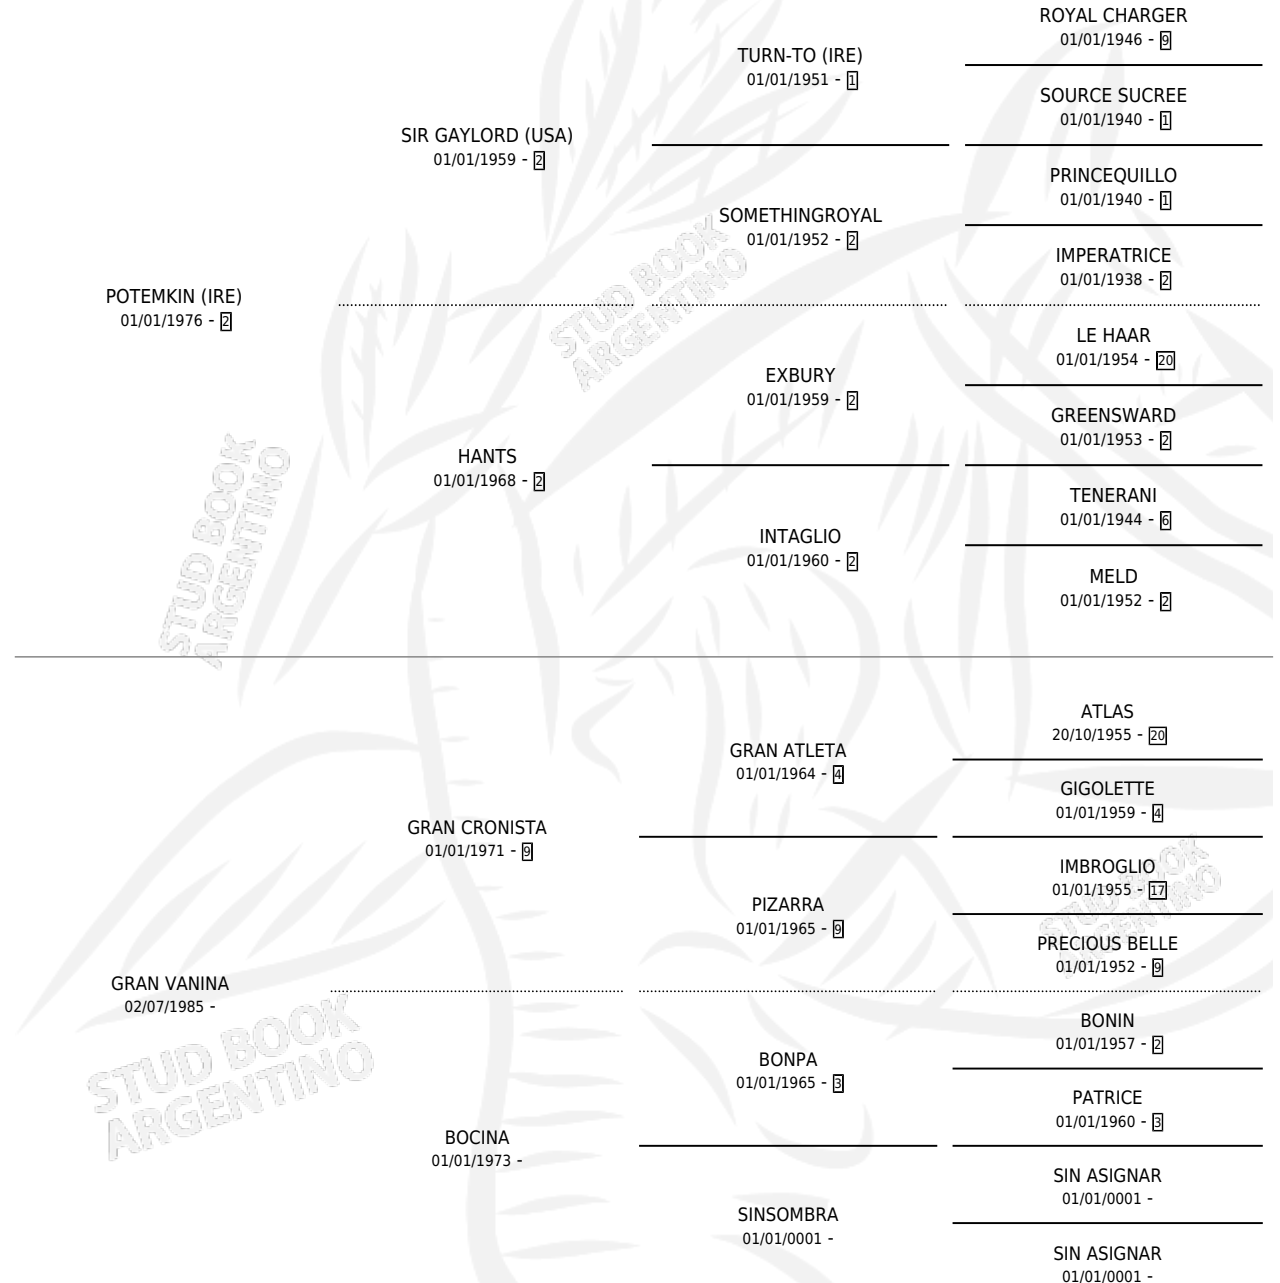 ROYAL CHARGER
01/01/1946 - 9
TURN-TO (IRE)
01/01/1951 - 1
SOURCE SUCREE
01/01/1940 - 1
SIR GAYLORD (USA)
01/01/1959 - 2
PRINCEQUILLO
01/01/1940 - 1
SOMETHINGROYAL
01/01/1952 - 2
IMPERATRICE
01/01/1938 - 2
POTEMKIN (IRE)
01/01/1976 - 2
LE HAAR
01/01/1954 - 20
EXBURY
01/01/1959 - 2
GREENSWARD
01/01/1953 - 2
HANTS
01/01/1968 - 2
TENERANI
01/01/1944 - 6
INTAGLIO
01/01/1960 - 2
MELD
01/01/1952 - 2
ATLAS
20/10/1955 - 20
GRAN ATLETA
01/01/1964 - 4
GIGOLETTE
01/01/1959 - 4
GRAN CRONISTA
01/01/1971 - 9
IMBROGLIO
01/01/1955 - 17
PIZARRA
01/01/1965 - 9
PRECIOUS BELLE
01/01/1952 - 9
GRAN VANINA
02/07/1985 -
BONIN
01/01/1957 - 2
BONPA
01/01/1965 - 3
PATRICE
01/01/1960 - 3
BOCINA
01/01/1973 -
SIN ASIGNAR
01/01/0001 -
SINSOMBRA
01/01/0001 -
SIN ASIGNAR
01/01/0001 -
STUD BOOK
ARGENTINO
STUD BOOK
ARGENTINO
STUD BOOK
ARGENTINO
STUD BOOK
ARGENTINO